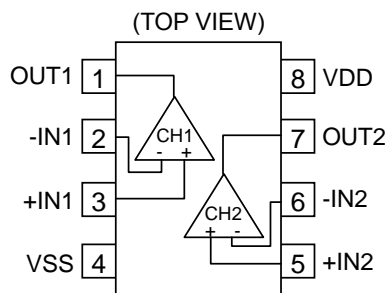 (TOP VIEW)
OUT1 1 8 VDD
CH1
-IN1 2 - + 7 OUT2
+IN1 3 CH2 6 -IN2
+ -
VSS 4 5 +IN2